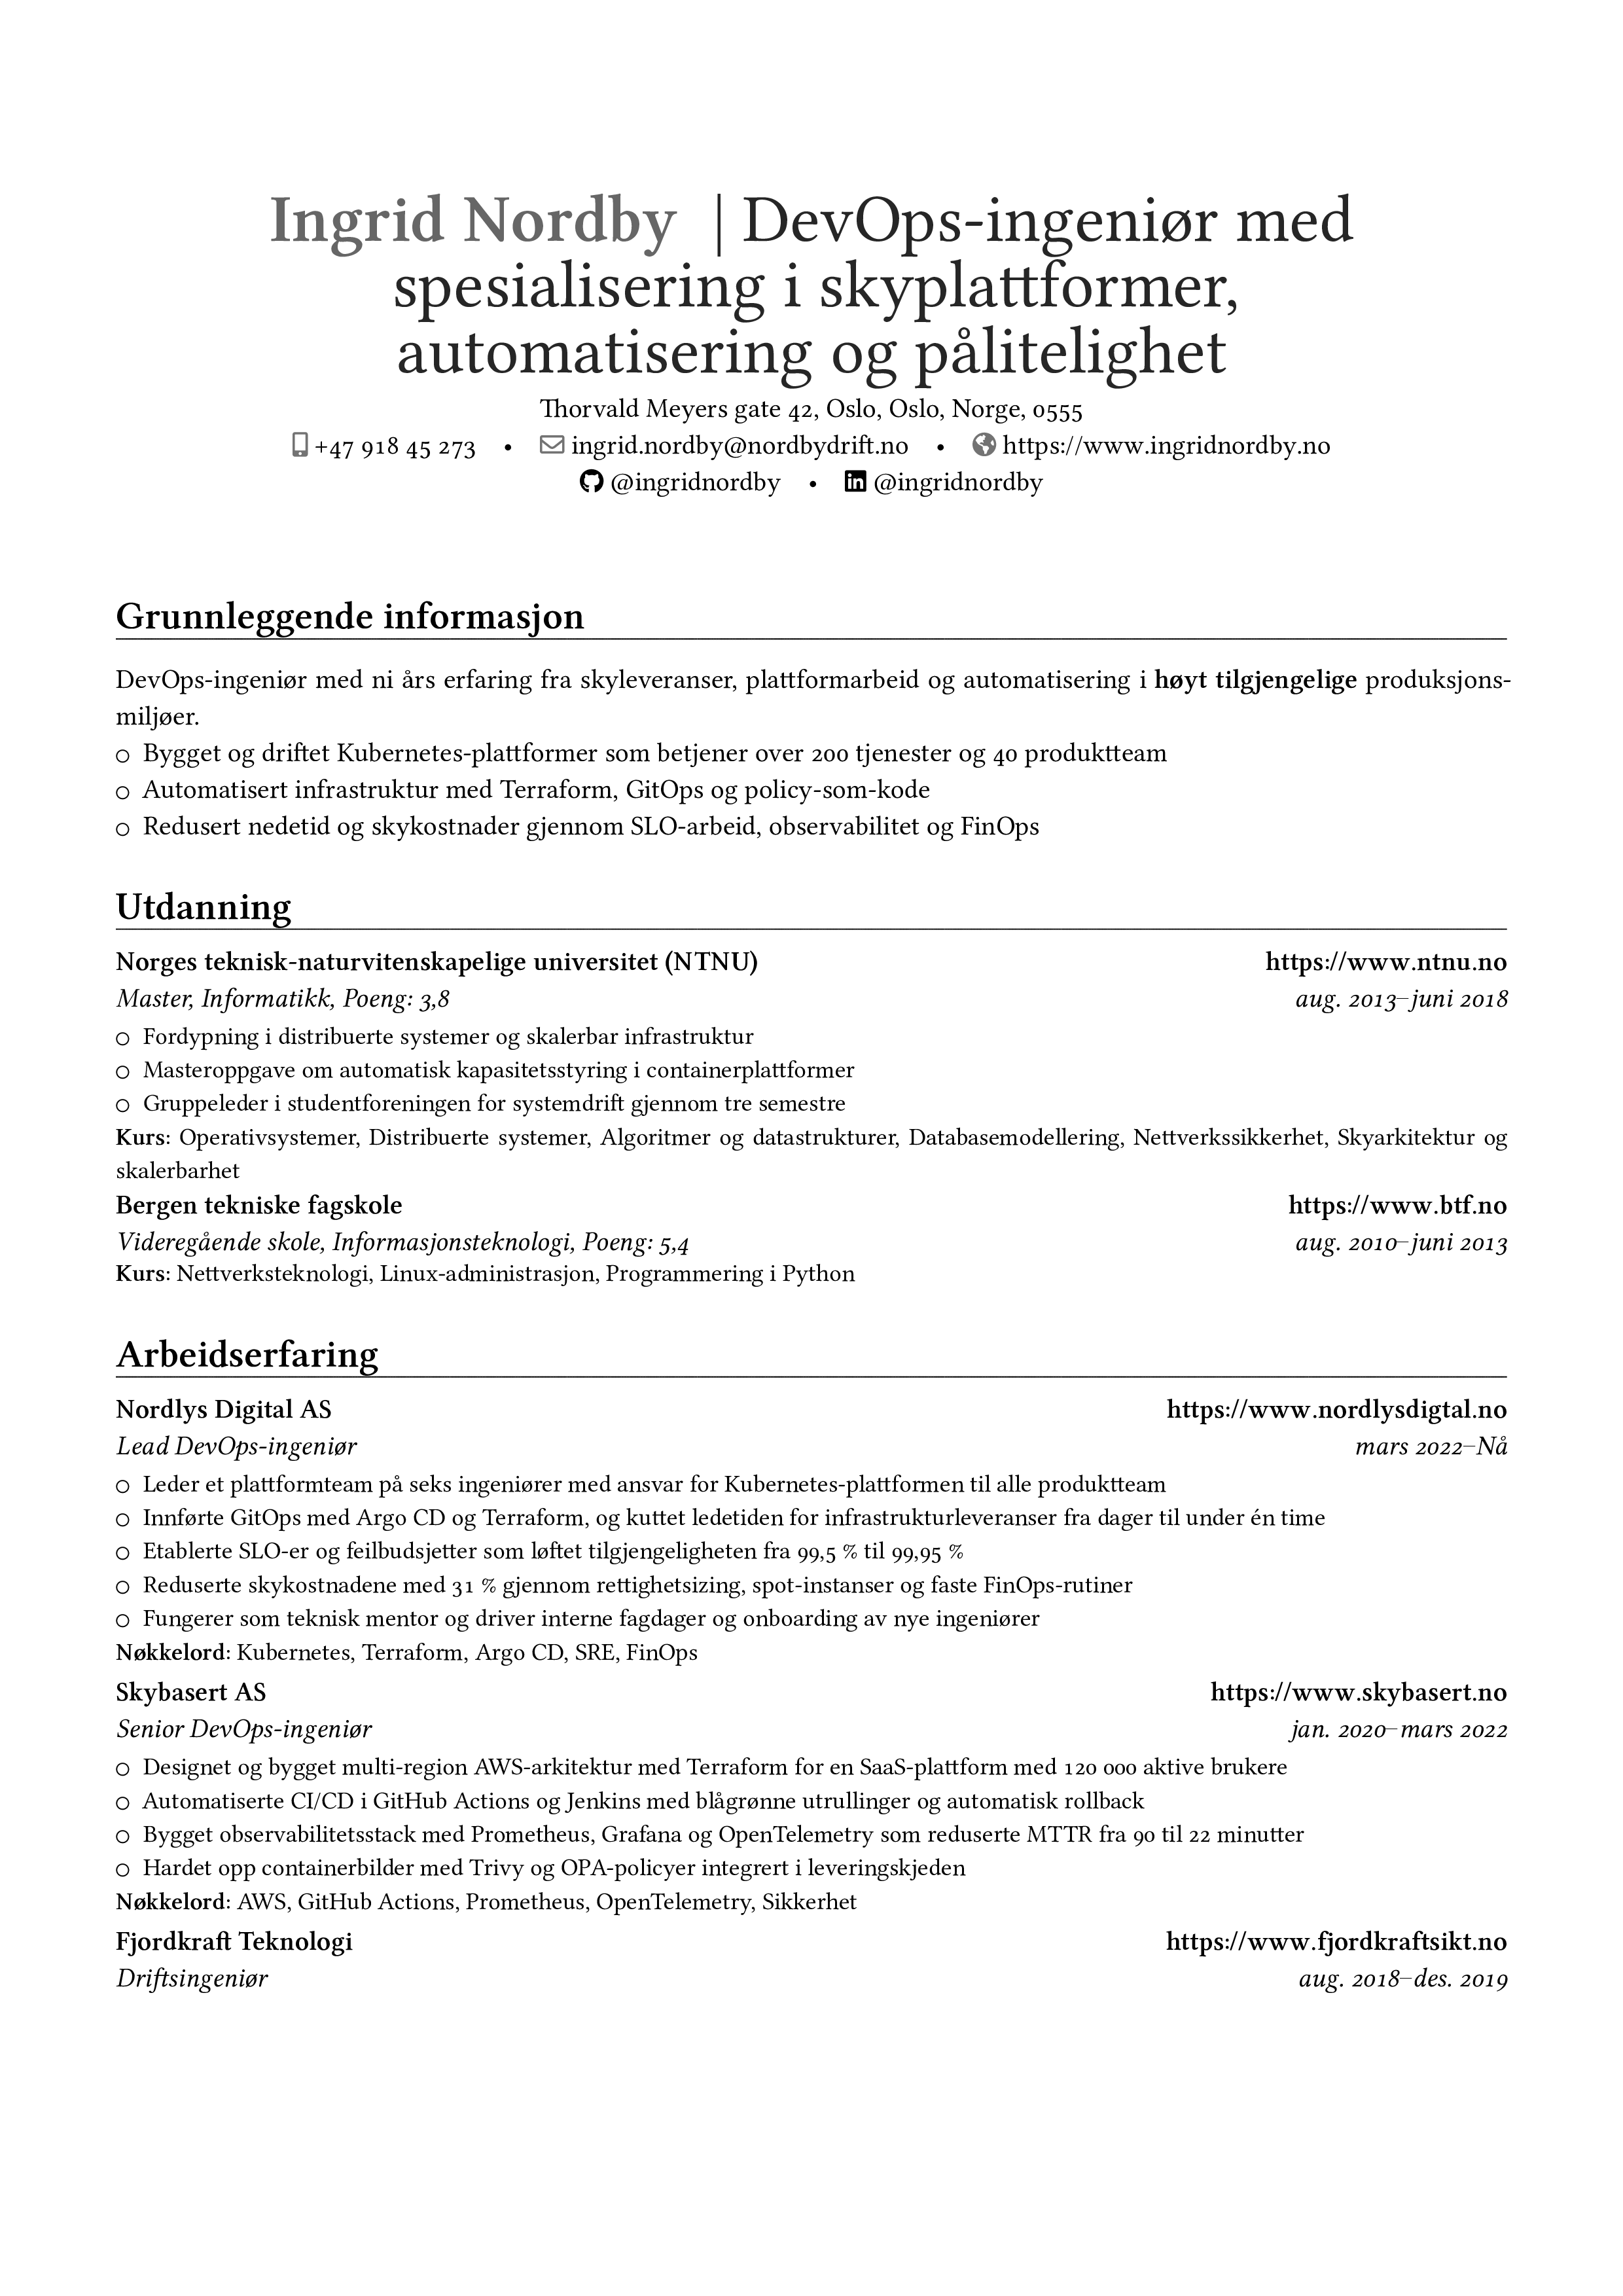 Ingrid Nordby | DevOps-ingeniør med
spesialisering i skyplattformer,
automatisering og pålitelighet
Thorvald Meyers gate 42, Oslo, Oslo, Norge, 0555
+47 918 45 273 • ingrid.nordby@nordbydrift.no • https://www.ingridnordby.no
@ingridnordby • @ingridnordby
Grunnleggende informasjon
DevOps-ingeniør med ni års erfaring fra skyleveranser, plattformarbeid og automatisering i høyt tilgjengelige produksjons-
miljøer.
○ Bygget og driftet Kubernetes-plattformer som betjener over 200 tjenester og 40 produktteam
○ Automatisert infrastruktur med Terraform, GitOps og policy-som-kode
○ Redusert nedetid og skykostnader gjennom SLO-arbeid, observabilitet og FinOps
Utdanning
Norges teknisk-naturvitenskapelige universitet (NTNU) https://www.ntnu.no
Master, Informatikk, Poeng: 3,8 aug. 2013–juni 2018
○ Fordypning i distribuerte systemer og skalerbar infrastruktur
○ Masteroppgave om automatisk kapasitetsstyring i containerplattformer
○ Gruppeleder i studentforeningen for systemdrift gjennom tre semestre
Kurs: Operativsystemer, Distribuerte systemer, Algoritmer og datastrukturer, Databasemodellering, Nettverkssikkerhet, Skyarkitektur og
skalerbarhet
Bergen tekniske fagskole https://www.btf.no
Videregående skole, Informasjonsteknologi, Poeng: 5,4 aug. 2010–juni 2013
Kurs: Nettverksteknologi, Linux-administrasjon, Programmering i Python
Arbeidserfaring
Nordlys Digital AS https://www.nordlysdigtal.no
Lead DevOps-ingeniør mars 2022–Nå
○ Leder et plattformteam på seks ingeniører med ansvar for Kubernetes-plattformen til alle produktteam
○ Innførte GitOps med Argo CD og Terraform, og kuttet ledetiden for infrastrukturleveranser fra dager til under én time
○ Etablerte SLO-er og feilbudsjetter som løftet tilgjengeligheten fra 99,5 % til 99,95 %
○ Reduserte skykostnadene med 31 % gjennom rettighetsizing, spot-instanser og faste FinOps-rutiner
○ Fungerer som teknisk mentor og driver interne fagdager og onboarding av nye ingeniører
Nøkkelord: Kubernetes, Terraform, Argo CD, SRE, FinOps
Skybasert AS https://www.skybasert.no
Senior DevOps-ingeniør jan. 2020–mars 2022
○ Designet og bygget multi-region AWS-arkitektur med Terraform for en SaaS-plattform med 120 000 aktive brukere
○ Automatiserte CI/CD i GitHub Actions og Jenkins med blågrønne utrullinger og automatisk rollback
○ Bygget observabilitetsstack med Prometheus, Grafana og OpenTelemetry som reduserte MTTR fra 90 til 22 minutter
○ Hardet opp containerbilder med Trivy og OPA-policyer integrert i leveringskjeden
Nøkkelord: AWS, GitHub Actions, Prometheus, OpenTelemetry, Sikkerhet
Fjordkraft Teknologi https://www.fjordkraftsikt.no
Driftsingeniør aug. 2018–des. 2019